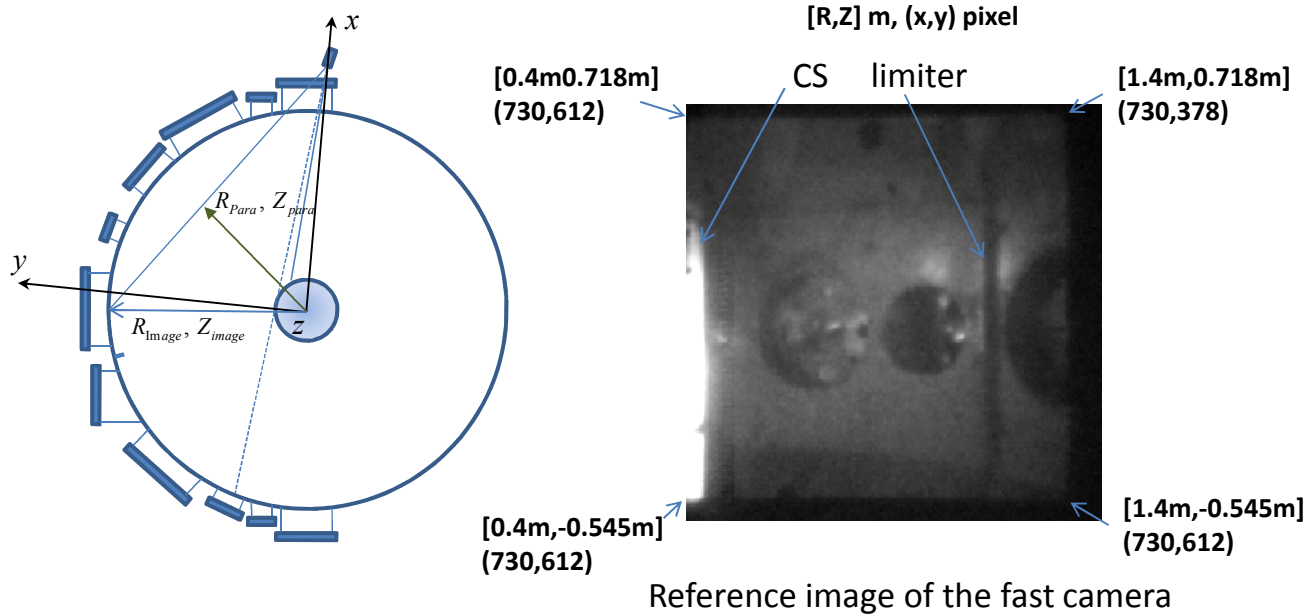 x
y
z
R_Para, Z_para
R_Image, Z_image
[R,Z] m, (x,y) pixel
CS limiter
[0.4m0.718m]
(730,612)
[1.4m,0.718m]
(730,378)
[0.4m,-0.545m]
(730,612)
[1.4m,-0.545m]
(730,612)
Reference image of the fast camera